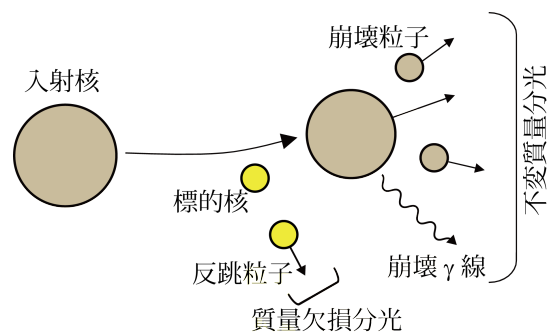 崩壊粒子
入射核
標的核
反跳粒子
崩壊 γ 線
質量欠損分光
不変質量分光